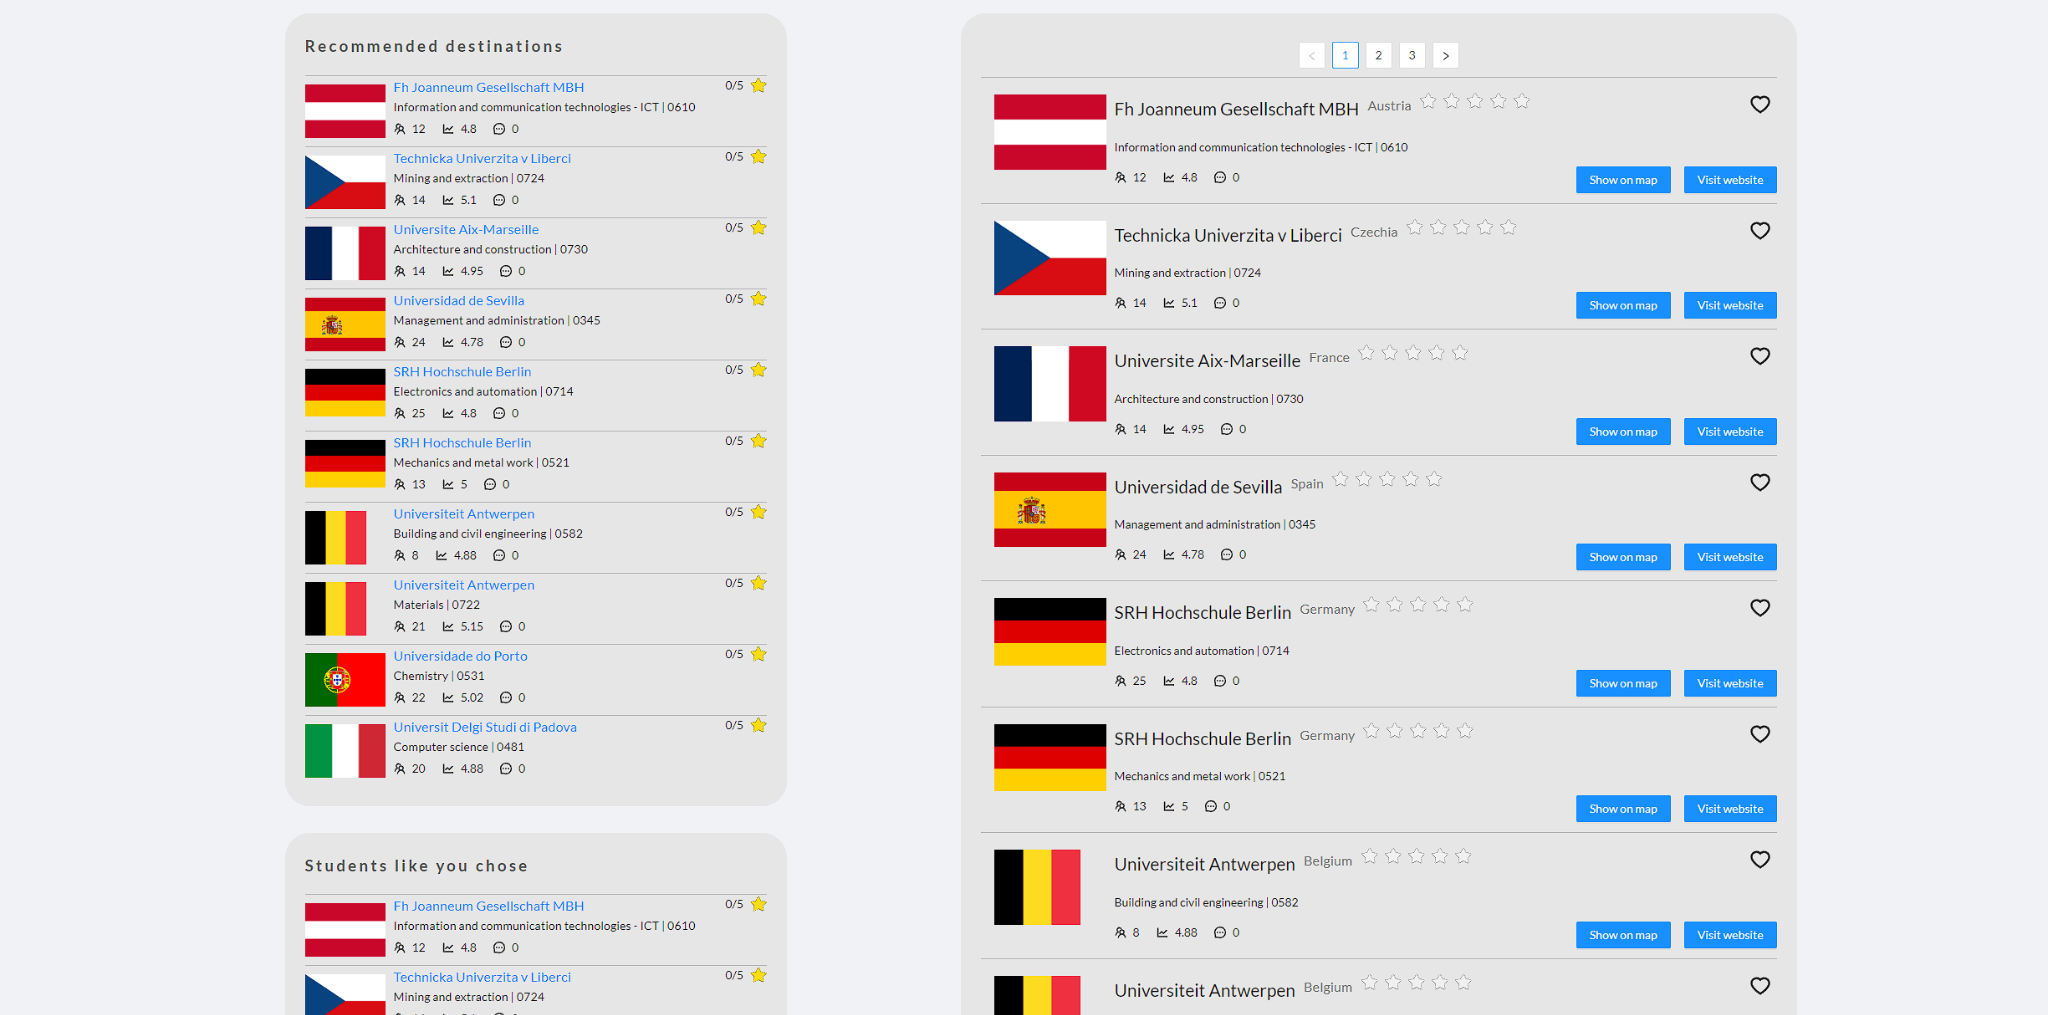 Recommended destinations
Fh Joanneum Gesellschaft MBH 0/5
Information and communication technologies - ICT | 0610
12 4.8 0
Technicka Univerzita v Liberci 0/5
Mining and extraction | 0724
14 5.1 0
Universite Aix-Marseille 0/5
Architecture and construction | 0730
14 4.95 0
Universidad de Sevilla 0/5
Management and administration | 0345
24 4.78 0
SRH Hochschule Berlin 0/5
Electronics and automation | 0714
25 4.8 0
SRH Hochschule Berlin 0/5
Mechanics and metal work | 0521
13 5 0
Universiteit Antwerpen 0/5
Building and civil engineering | 0582
8 4.88 0
Universiteit Antwerpen 0/5
Materials | 0722
21 5.15 0
Universidade do Porto 0/5
Chemistry | 0531
22 5.02 0
Universit Delgi Studi di Padova 0/5
Computer science | 0481
20 4.88 0
Students like you chose
Fh Joanneum Gesellschaft MBH 0/5
Information and communication technologies - ICT | 0610
12 4.8 0
Technicka Univerzita v Liberci 0/5
Mining and extraction | 0724
< 1 2 3 >
Fh Joanneum Gesellschaft MBH Austria
Information and communication technologies - ICT | 0610
12 4.8 0 Show on map Visit website
Technicka Univerzita v Liberci Czechia
Mining and extraction | 0724
14 5.1 0 Show on map Visit website
Universite Aix-Marseille France
Architecture and construction | 0730
14 4.95 0 Show on map Visit website
Universidad de Sevilla Spain
Management and administration | 0345
24 4.78 0 Show on map Visit website
SRH Hochschule Berlin Germany
Electronics and automation | 0714
25 4.8 0 Show on map Visit website
SRH Hochschule Berlin Germany
Mechanics and metal work | 0521
13 5 0 Show on map Visit website
Universiteit Antwerpen Belgium
Building and civil engineering | 0582
8 4.88 0 Show on map Visit website
Universiteit Antwerpen Belgium